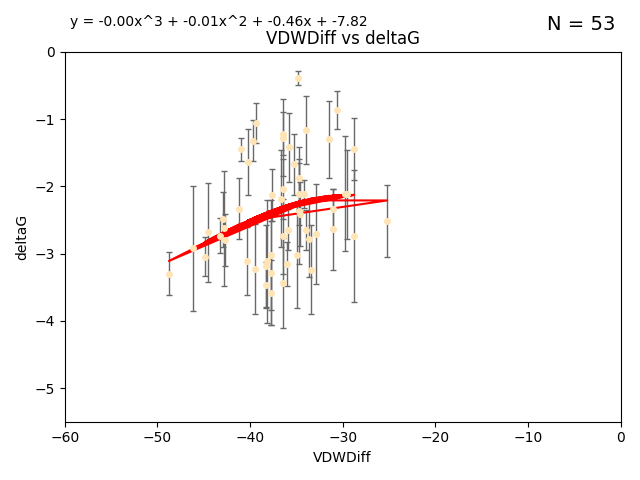 y = -0.00x^3 + -0.01x^2 + -0.46x + -7.82
N = 53
VDWDiff vs deltaG
0
−1
−2
−3
−4
−5
deltaG
−60 −50 −40 −30 −20 −10 0
VDWDiff